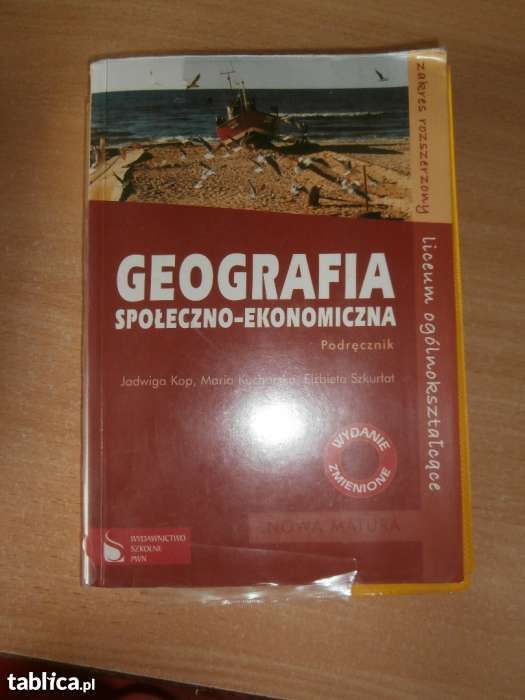 zakres rozszerzony
liceum ogólnokształcące
GEOGRAFIA
SPOŁECZNO-EKONOMICZNA
Podręcznik
Jadwiga Kop, Maria Kucharska, Elżbieta Szkurłat
WYDANIE
ZMIENIONE
NOWA MATURA
WYDAWNICTWO
SZKOLNE
PWN
tablica.pl